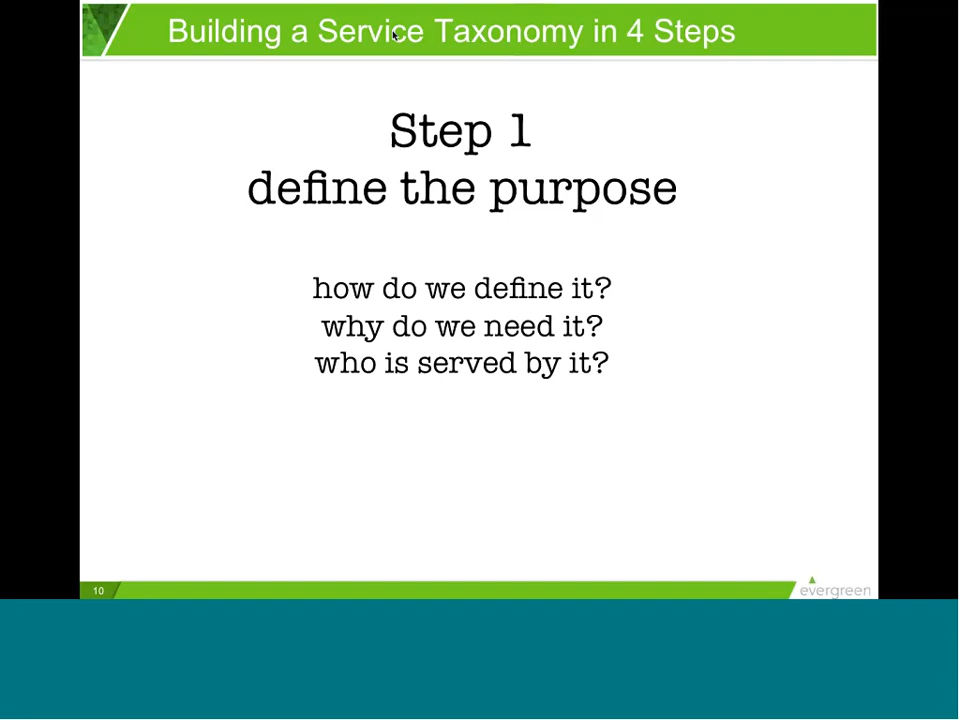 Building a Service Taxonomy in 4 Steps
Step 1
define the purpose
how do we define it?
why do we need it?
who is served by it?
10
evergreen